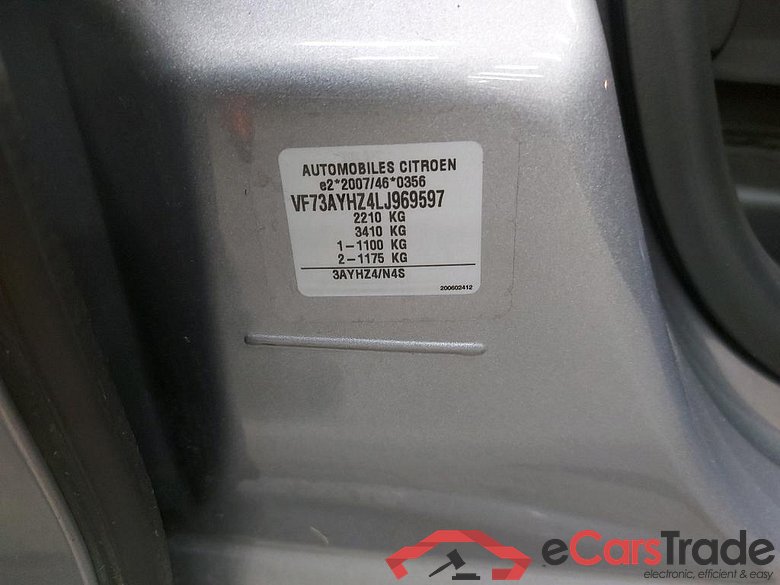 AUTOMOBILES CITROEN
e2*2007/46*0356
VF73AYHZ4LJ969597
2210 KG
3410 KG
1-1100 KG
2-1175 KG
3AYHZ4/N4S
200602412
eCarsTrade
electronic, efficient & easy